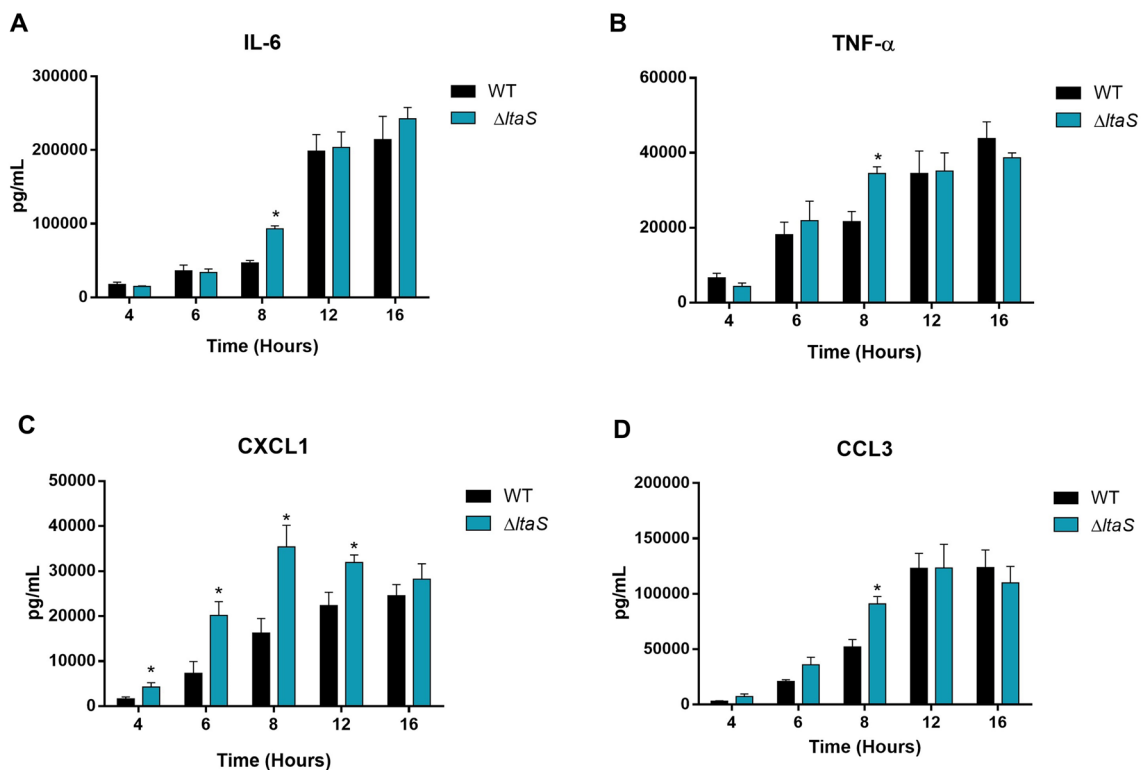 A
IL-6
300000
200000
100000
0
pg/mL
4 6 8 12 16
Time (Hours)
*
WT
ΔltaS
B
TNF-α
60000
40000
20000
0
pg/mL
4 6 8 12 16
Time (Hours)
*
WT
ΔltaS
C
CXCL1
50000
40000
30000
20000
10000
0
pg/mL
4 6 8 12 16
Time (Hours)
* * * *
WT
ΔltaS
D
CCL3
200000
150000
100000
50000
0
pg/mL
4 6 8 12 16
Time (Hours)
*
WT
ΔltaS